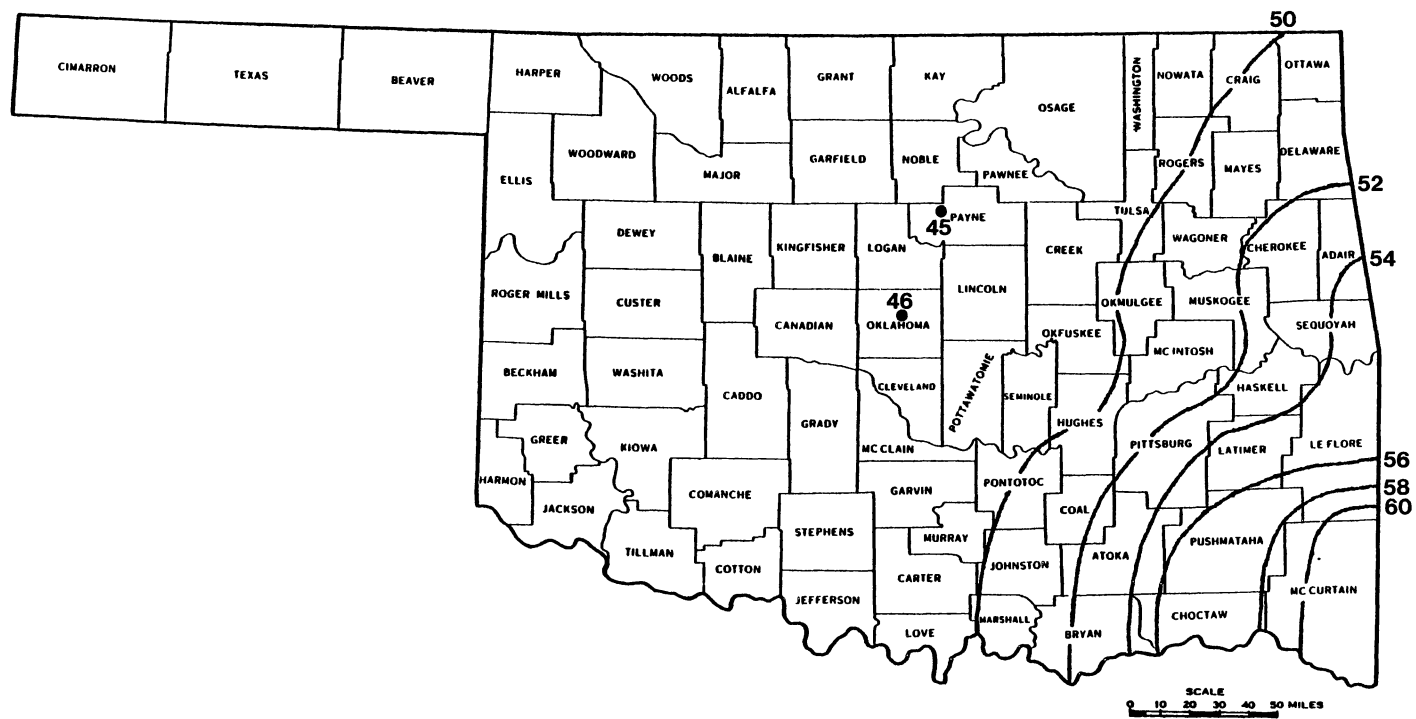 50
CIMARRON
TEXAS
BEAVER
HARPER
WOODS
ALFALFA
GRANT
KAY
OSAGE
WASHINGTON
NOWATA
CRAIG
OTTAWA
ELLIS
WOODWARD
MAJOR
GARFIELD
NOBLE
PAWNEE
ROGERS
MAYES
DELAWARE
52
DEWEY
BLAINE
KINGFISHER
LOGAN
45
PAYNE
CREEK
TULSA
WAGONER
CHEROKEE
ADAIR
54
ROGER MILLS
CUSTER
CANADIAN
46
OKLAHOMA
LINCOLN
OKFUSKEE
OKMULGEE
MUSKOGEE
MC INTOSH
SEQUOYAH
BECKHAM
WASHITA
CADDO
CLEVELAND
POTTAWATOMIE
SEMINOLE
HUGHES
HASKELL
GREER
KIOWA
GRADY
MC CLAIN
PITTSBURG
LATIMER
LE FLORE
56
HARMON
JACKSON
COMANCHE
GARVIN
PONTOTOC
COAL
58
60
TILLMAN
COTTON
STEPHENS
MURRAY
JOHNSTON
ATOKA
PUSHMATAHA
MC CURTAIN
JEFFERSON
CARTER
LOVE
MARSHALL
BRYAN
CHOCTAW
SCALE
0 10 20 30 40 50 MILES